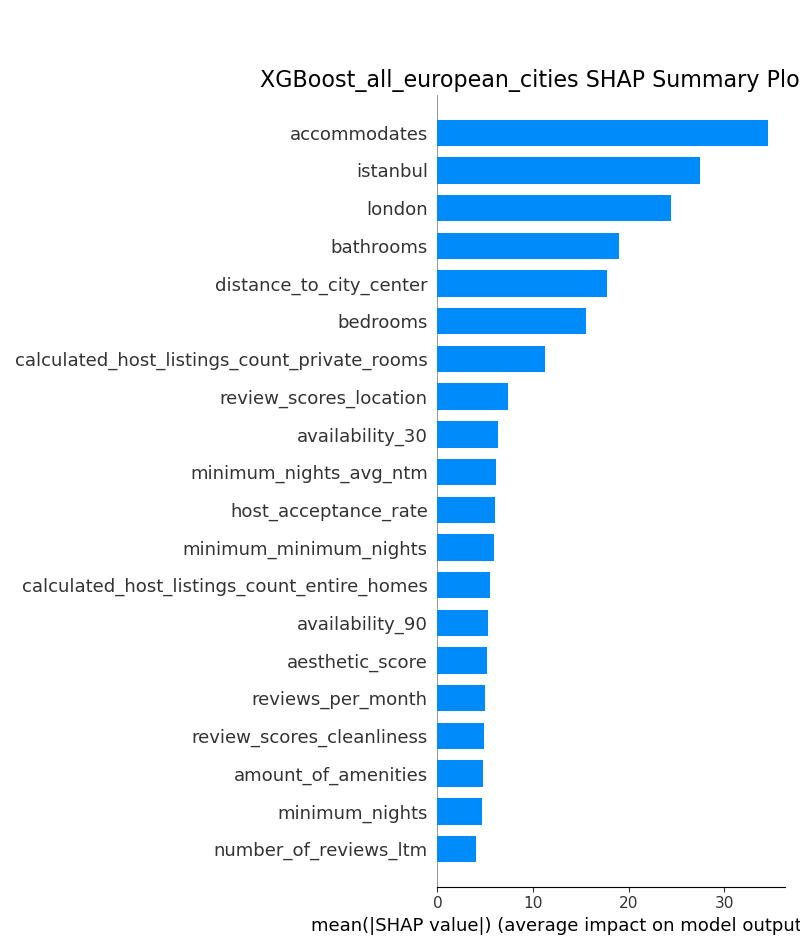 XGBoost_all_european_cities SHAP Summary Plo
accommodates
istanbul
london
bathrooms
distance_to_city_center
bedrooms
calculated_host_listings_count_private_rooms
review_scores_location
availability_30
minimum_nights_avg_ntm
host_acceptance_rate
minimum_minimum_nights
calculated_host_listings_count_entire_homes
availability_90
aesthetic_score
reviews_per_month
review_scores_cleanliness
amount_of_amenities
minimum_nights
number_of_reviews_ltm
0 10 20 30
mean(|SHAP value|) (average impact on model output